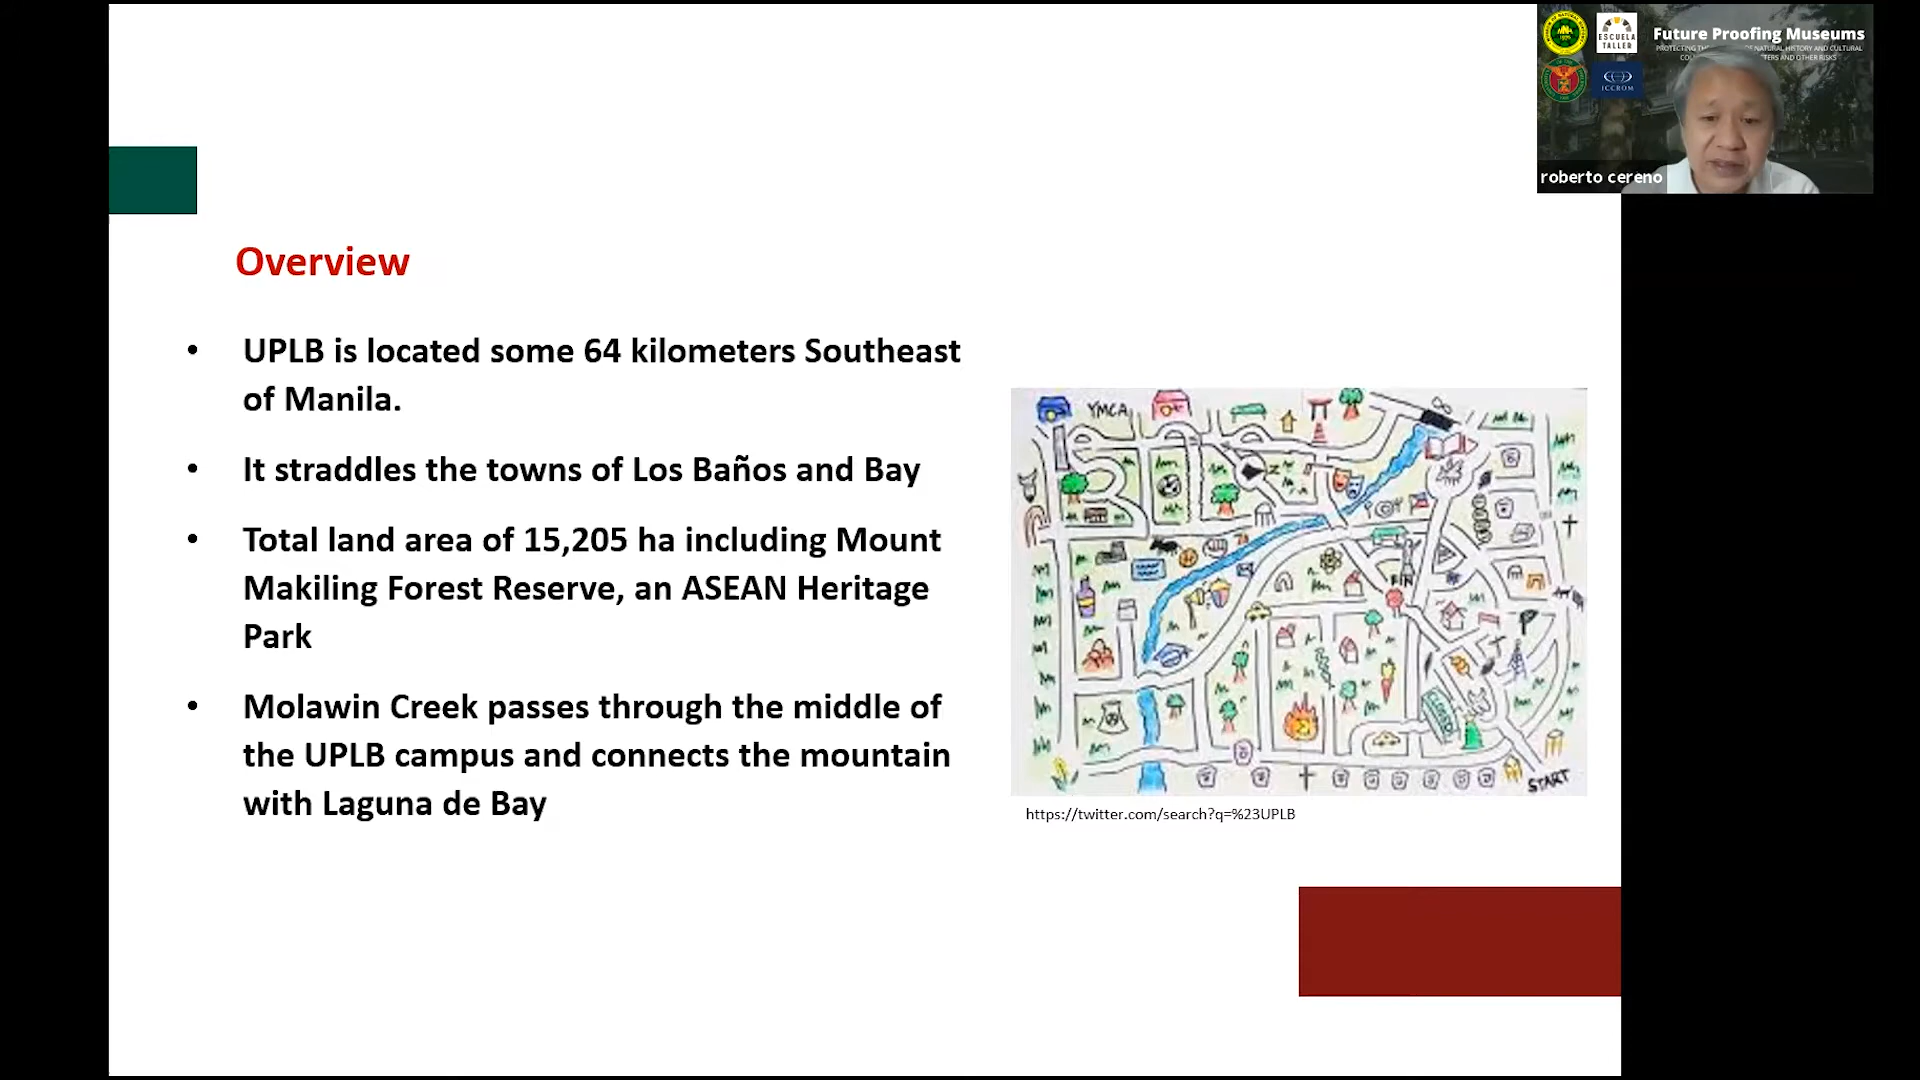 Future Proofing Museums
ESCUELA
TALLER
ICCROM
roberto cereno
Overview
• UPLB is located some 64 kilometers Southeast
of Manila.
• It straddles the towns of Los Baños and Bay
• Total land area of 15,205 ha including Mount
Makiling Forest Reserve, an ASEAN Heritage
Park
• Molawin Creek passes through the middle of
the UPLB campus and connects the mountain
with Laguna de Bay
YMCA
START
https://twitter.com/search?q=%23UPLB